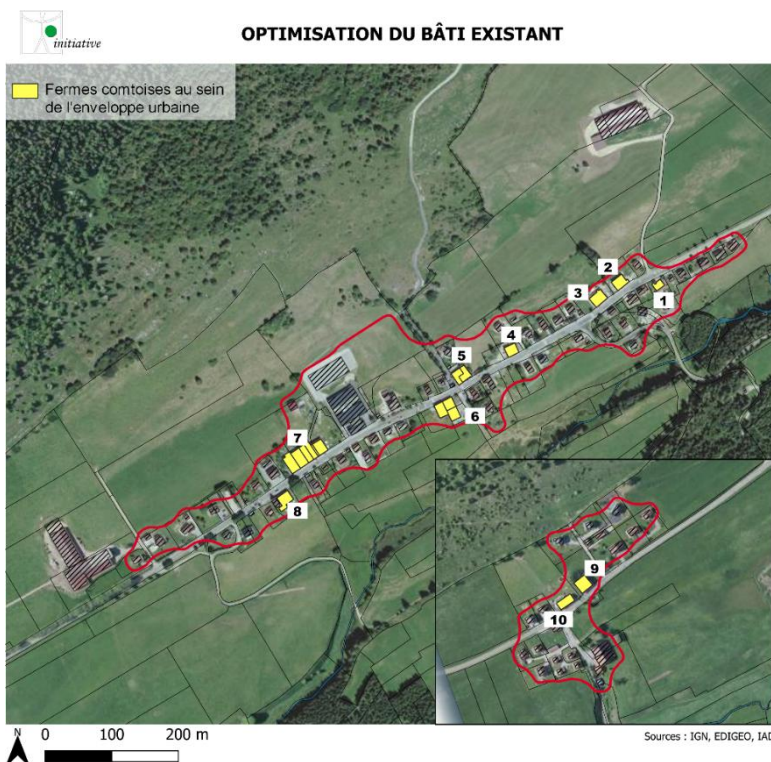 initiative
OPTIMISATION DU BÂTI EXISTANT
Fermes comtoises au sein
de l'enveloppe urbaine
2
1
3
4
5
6
7
8
9
10
N
0 100 200 m
Sources : IGN, EDIGEO, IAD